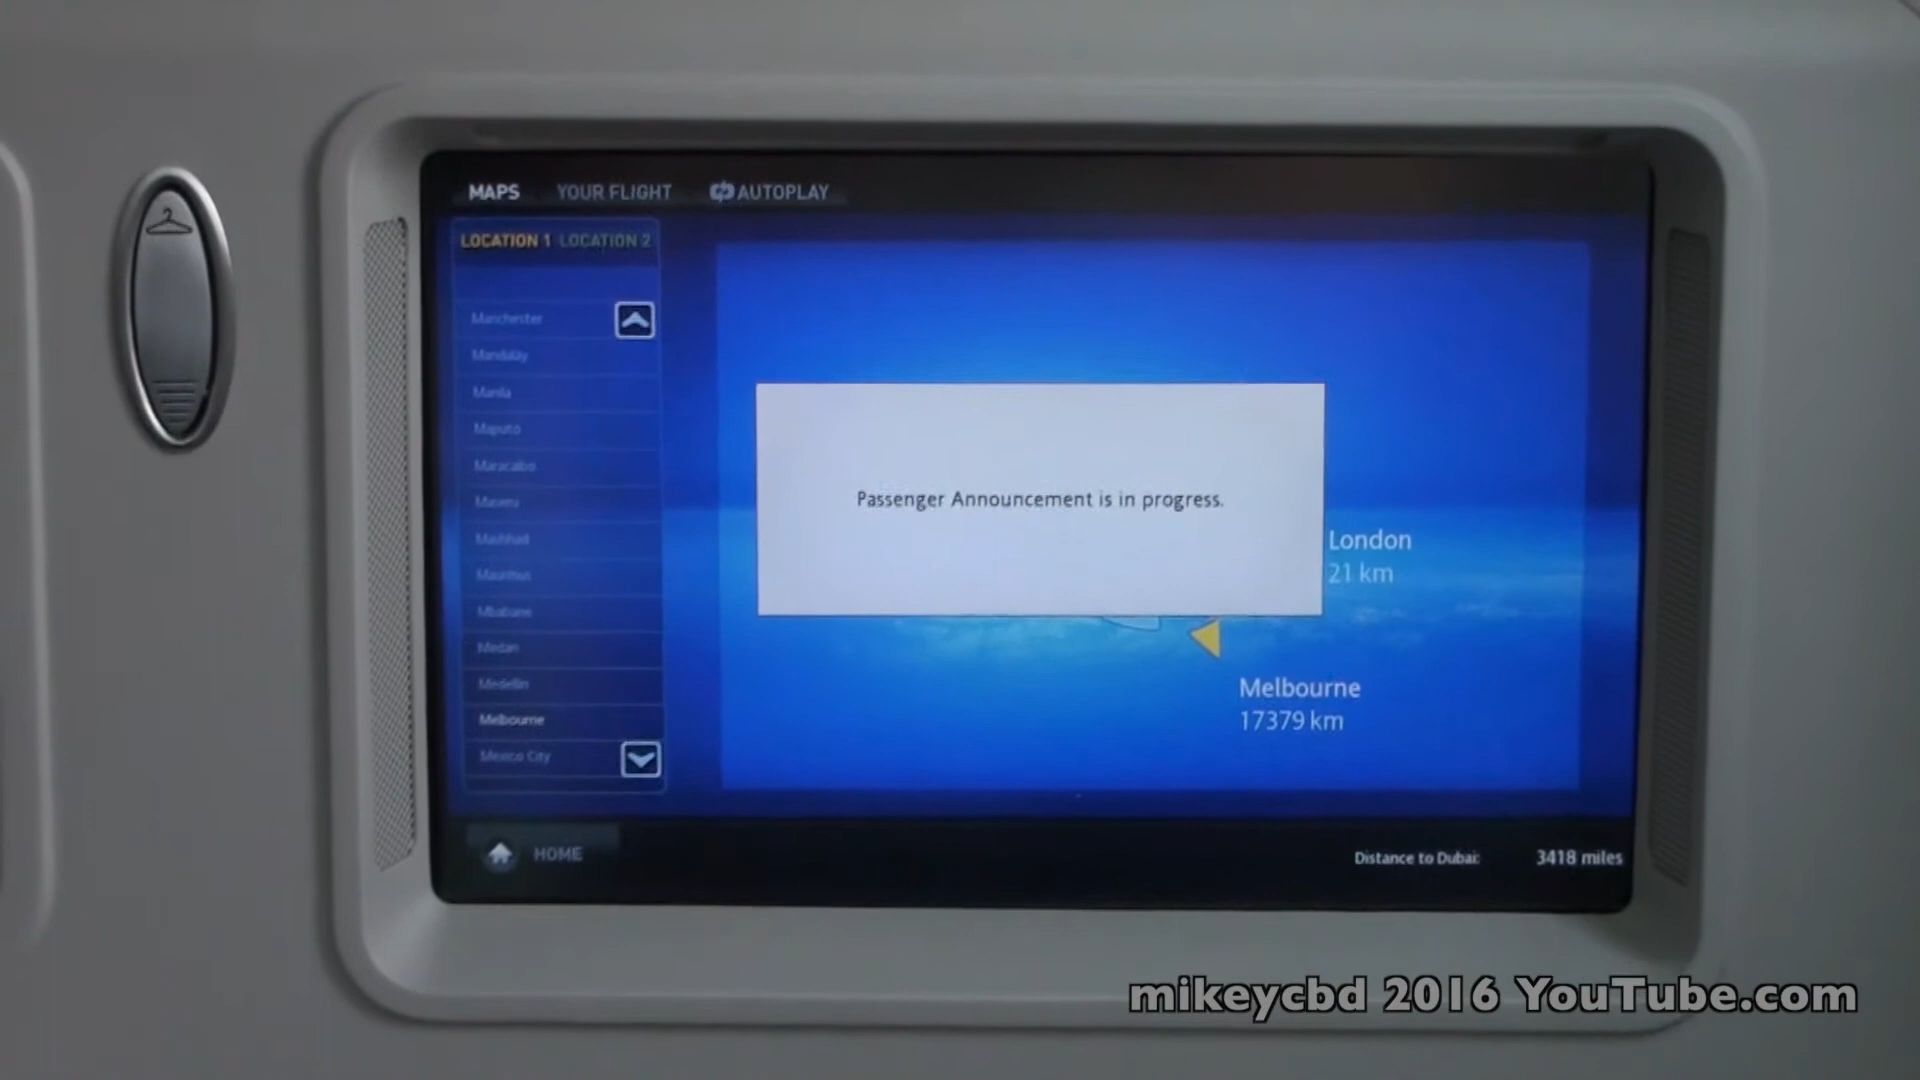 MAPS YOUR FLIGHT AUTOPLAY
LOCATION 1 LOCATION 2
Manchester
Mandalay
Manila
Maputo
Maracaibo
Maseru
Mashhad
Mauritius
Mbabane
Medan
Medellin
Melbourne
Mexico City
Passenger Announcement is in progress.
London
21 km
Melbourne
17379 km
HOME
Distance to Dubai: 3418 miles
mikeycbd 2016 YouTube.com